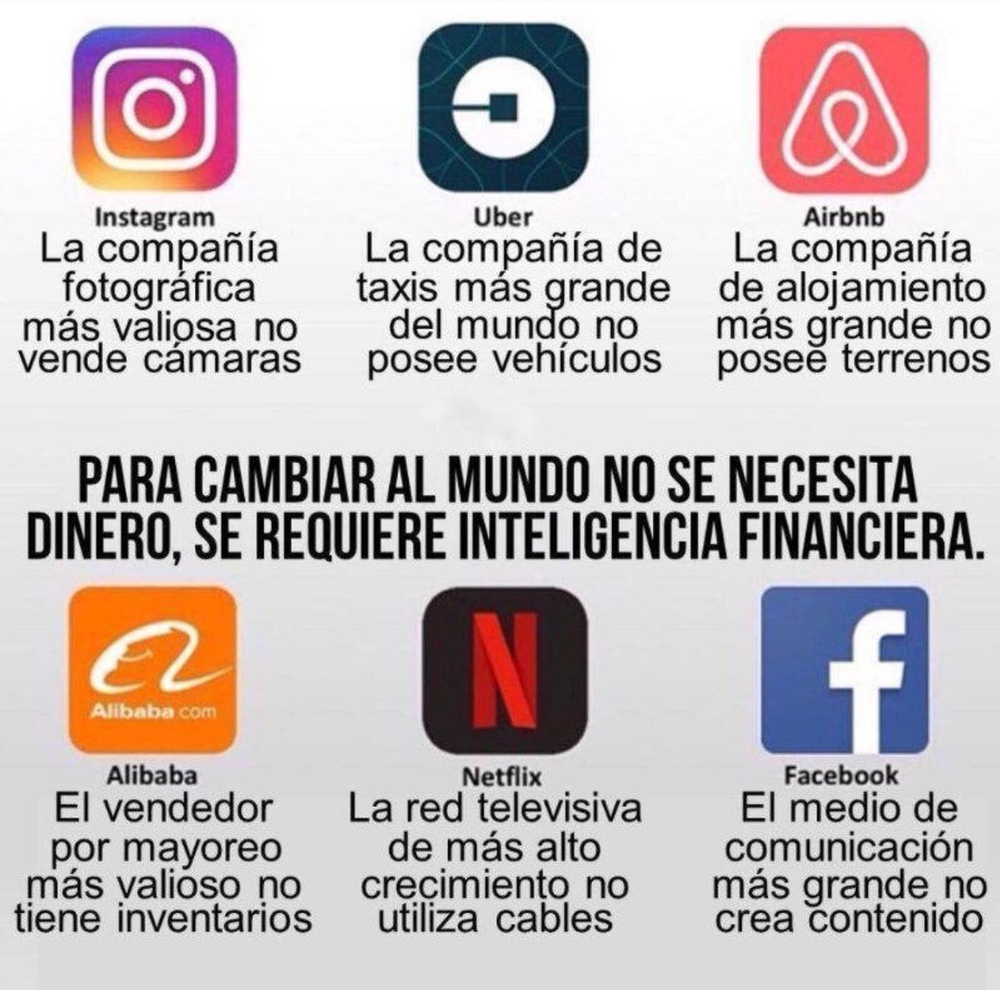 Instagram
La compañía
fotográfica
más valiosa no
vende cámaras
Uber
La compañía de
taxis más grande
del mundo no
posee vehículos
Airbnb
La compañía
de alojamiento
más grande no
posee terrenos
PARA CAMBIAR AL MUNDO NO SE NECESITA
DINERO, SE REQUIERE INTELIGENCIA FINANCIERA.
Alibaba.com
Alibaba
El vendedor
por mayoreo
más valioso no
tiene inventarios
N
Netflix
La red televisiva
de más alto
crecimiento no
utiliza cables
f
Facebook
El medio de
comunicación
más grande no
crea contenido